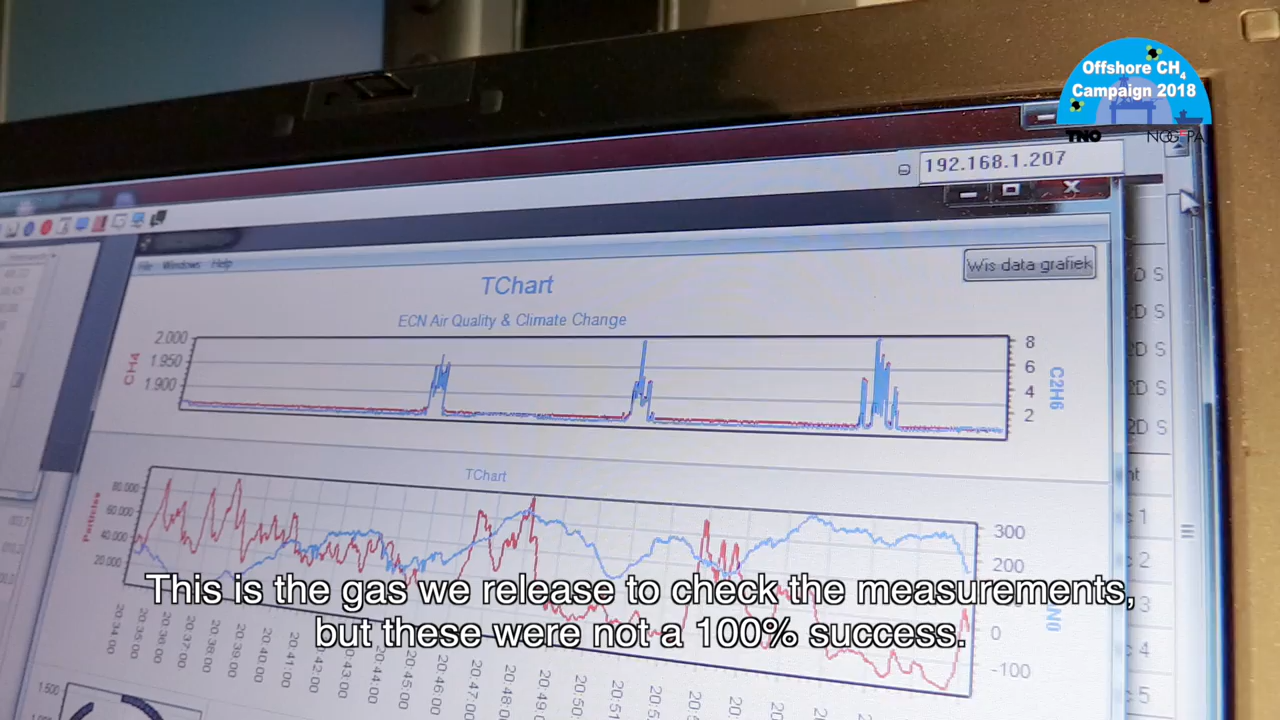 Offshore CH4
Campaign 2018
TNO
192.168.1.207
File Windows Help
Wis data grafiek
TChart
ECN Air Quality & Climate Change
CH4
2.000
1.950
1.900
8
6
4
2
C2H6
TChart
Particles
80.000
60.000
40.000
20.000
300
200
0
-100
20:34:00
20:35:00
20:36:00
20:37:00
20:38:00
20:39:00
20:40:00
20:41:00
20:42:00
20:43:00
20:44:00
20:45:00
20:46:00
20:47:00
20:48:00
20:49:00
This is the gas we release to check the measurements,
but these were not a 100% success.
1.500